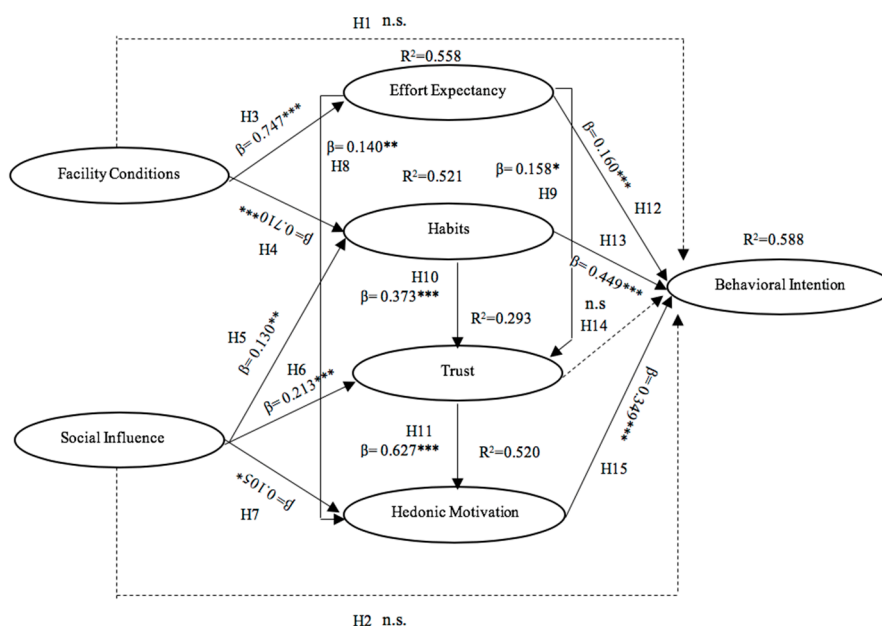 H1 n.s.
R²=0.558
Effort Expectancy
H3
β= 0.747***
β= 0.140**
H8
β= 0.158*
H9
β= 0.160***
H12
Facility Conditions
R²=0.521
β=0.710***
H4
Habits
H13
β= 0.449***
R²=0.588
Behavioral Intention
H10
β= 0.373***
n.s
H14
R²=0.293
H5
β= 0.130**
H6
β= 0.213***
Trust
β=0.349***
H15
Social Influence
H11
β= 0.627***
R²=0.520
β=0.105*
H7
Hedonic Motivation
H2 n.s.